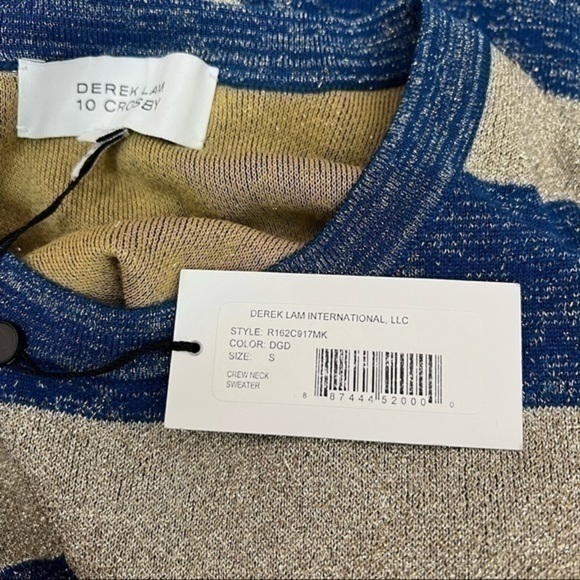 DEREK LAM
10 CROSBY
DEREK LAM INTERNATIONAL, LLC
STYLE: R162C917MK
COLOR: DGD
SIZE: S
CREW NECK
SWEATER
8 87444 52000 0